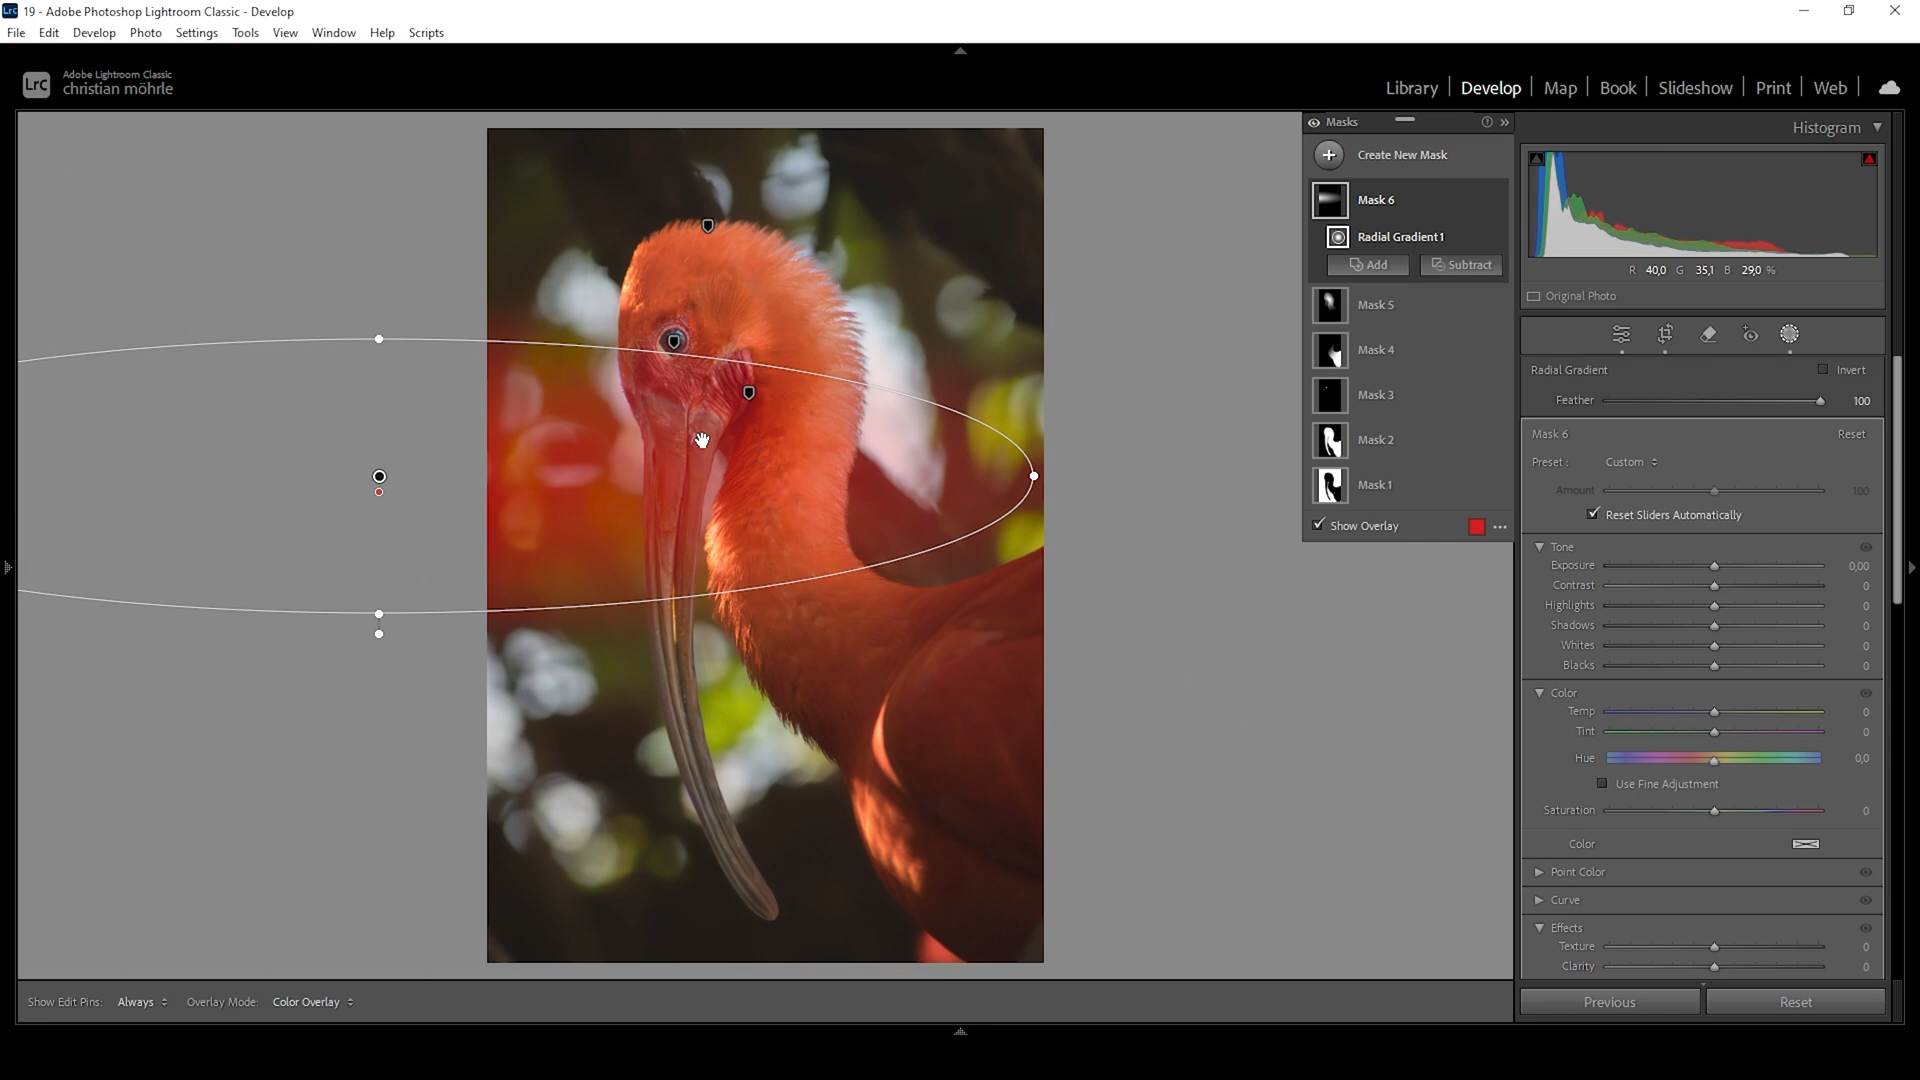 19 - Adobe Photoshop Lightroom Classic - Develop
File Edit Develop Photo Settings Tools View Window Help Scripts
Lrc
Adobe Lightroom Classic
christian möhrle
LrC
Library Develop Map Book Slideshow Print Web
Masks
Create New Mask
Mask 6
Radial Gradient 1
Add Subtract
Mask 5
Mask 4
Mask 3
Mask 2
Mask 1
Show Overlay
Histogram
R 40,0 G 35,1 B 29,0 %
Original Photo
Radial Gradient Invert
Feather 100
Mask 6 Reset
Preset : Custom
Amount 100
Reset Sliders Automatically
Tone
Exposure 0,00
Contrast 0
Highlights 0
Shadows 0
Whites 0
Blacks 0
Color
Temp 0
Tint 0
Hue 0,0
Use Fine Adjustment
Saturation 0
Color
Point Color
Curve
Effects
Texture 0
Clarity 0
Show Edit Pins: Always Overlay Mode: Color Overlay
Previous Reset